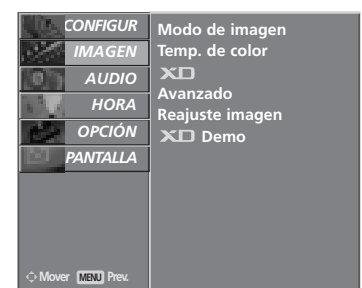 CONFIGUR
IMAGEN
AUDIO
HORA
OPCIÓN
PANTALLA
Mover MENU Prev.
Modo de imagen
Temp. de color
XD
Avanzado
Reajuste imagen
XD Demo